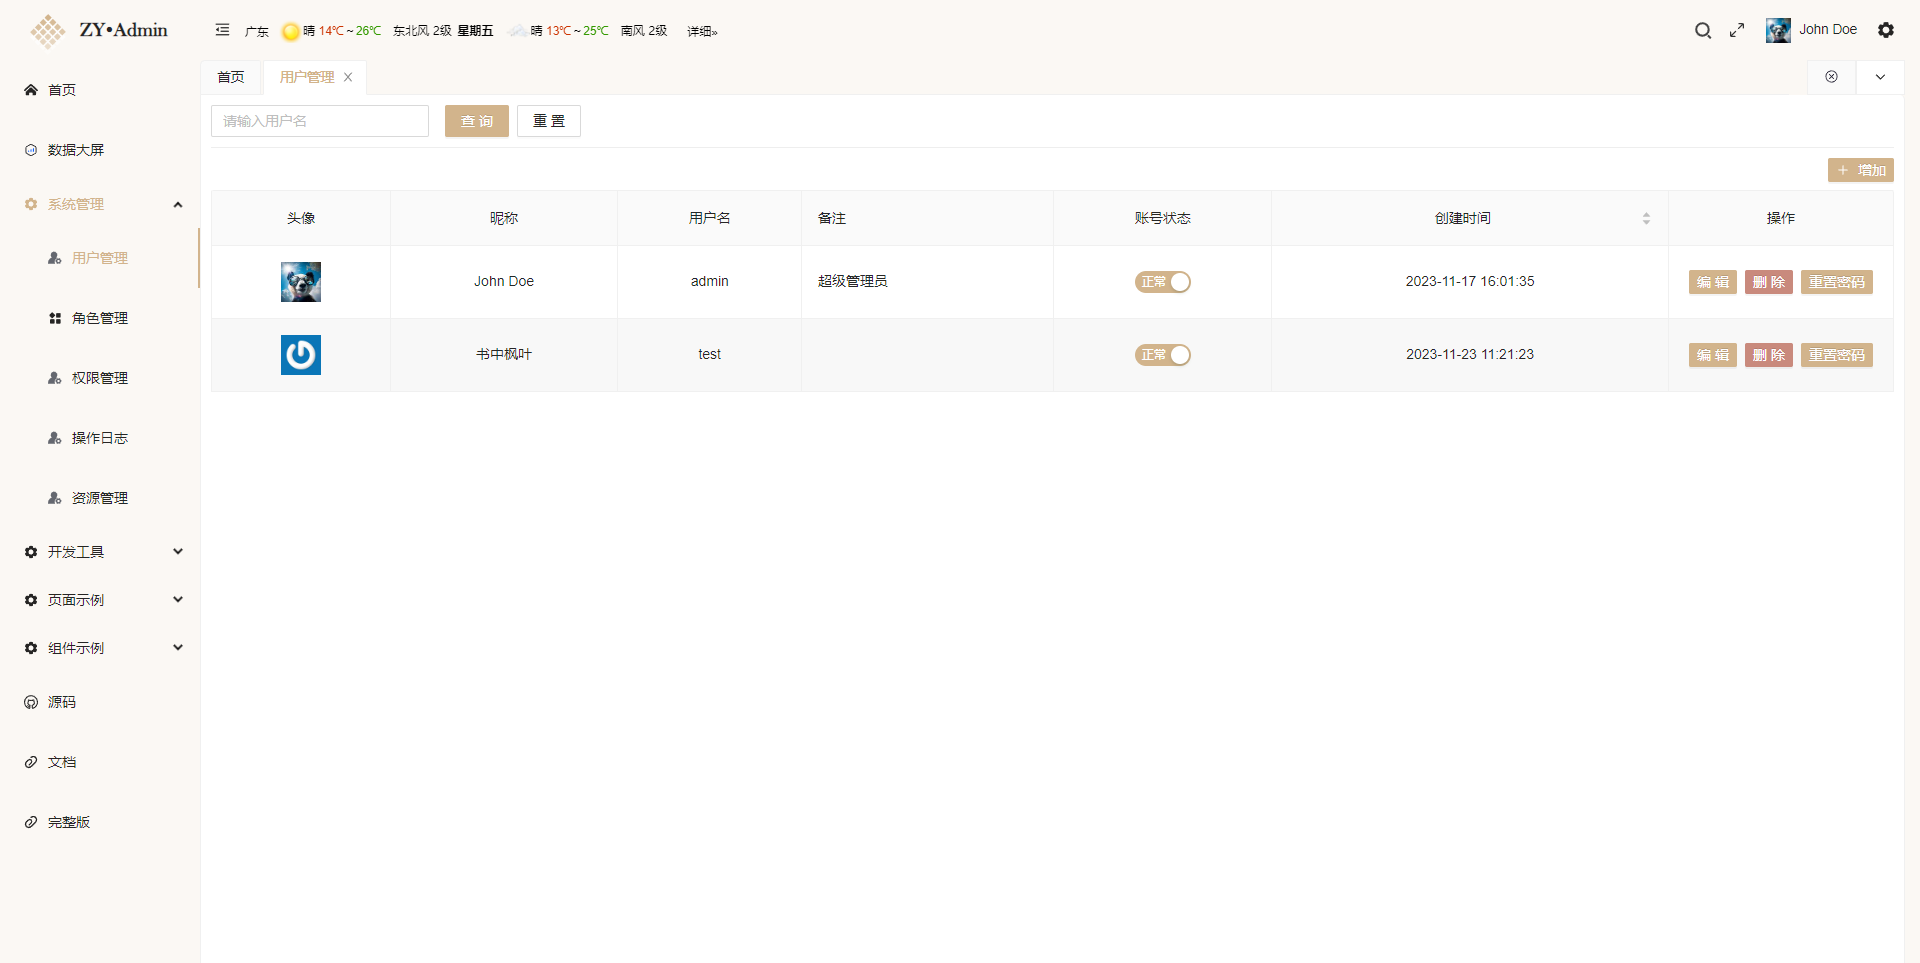 ZY•Admin
广东 晴 14℃~26℃ 东北风 2级 星期五 晴 13℃~25℃ 南风 2级 详细»
John Doe
首页
数据大屏
系统管理
用户管理
角色管理
权限管理
操作日志
资源管理
开发工具
页面示例
组件示例
源码
文档
完整版
首页 用户管理
请输入用户名 查 询 重 置
增加
头像 昵称 用户名 备注 账号状态 创建时间 操作
John Doe admin 超级管理员 正常 2023-11-17 16:01:35 编 辑 删 除 重置密码
书中枫叶 test 正常 2023-11-23 11:21:23 编 辑 删 除 重置密码